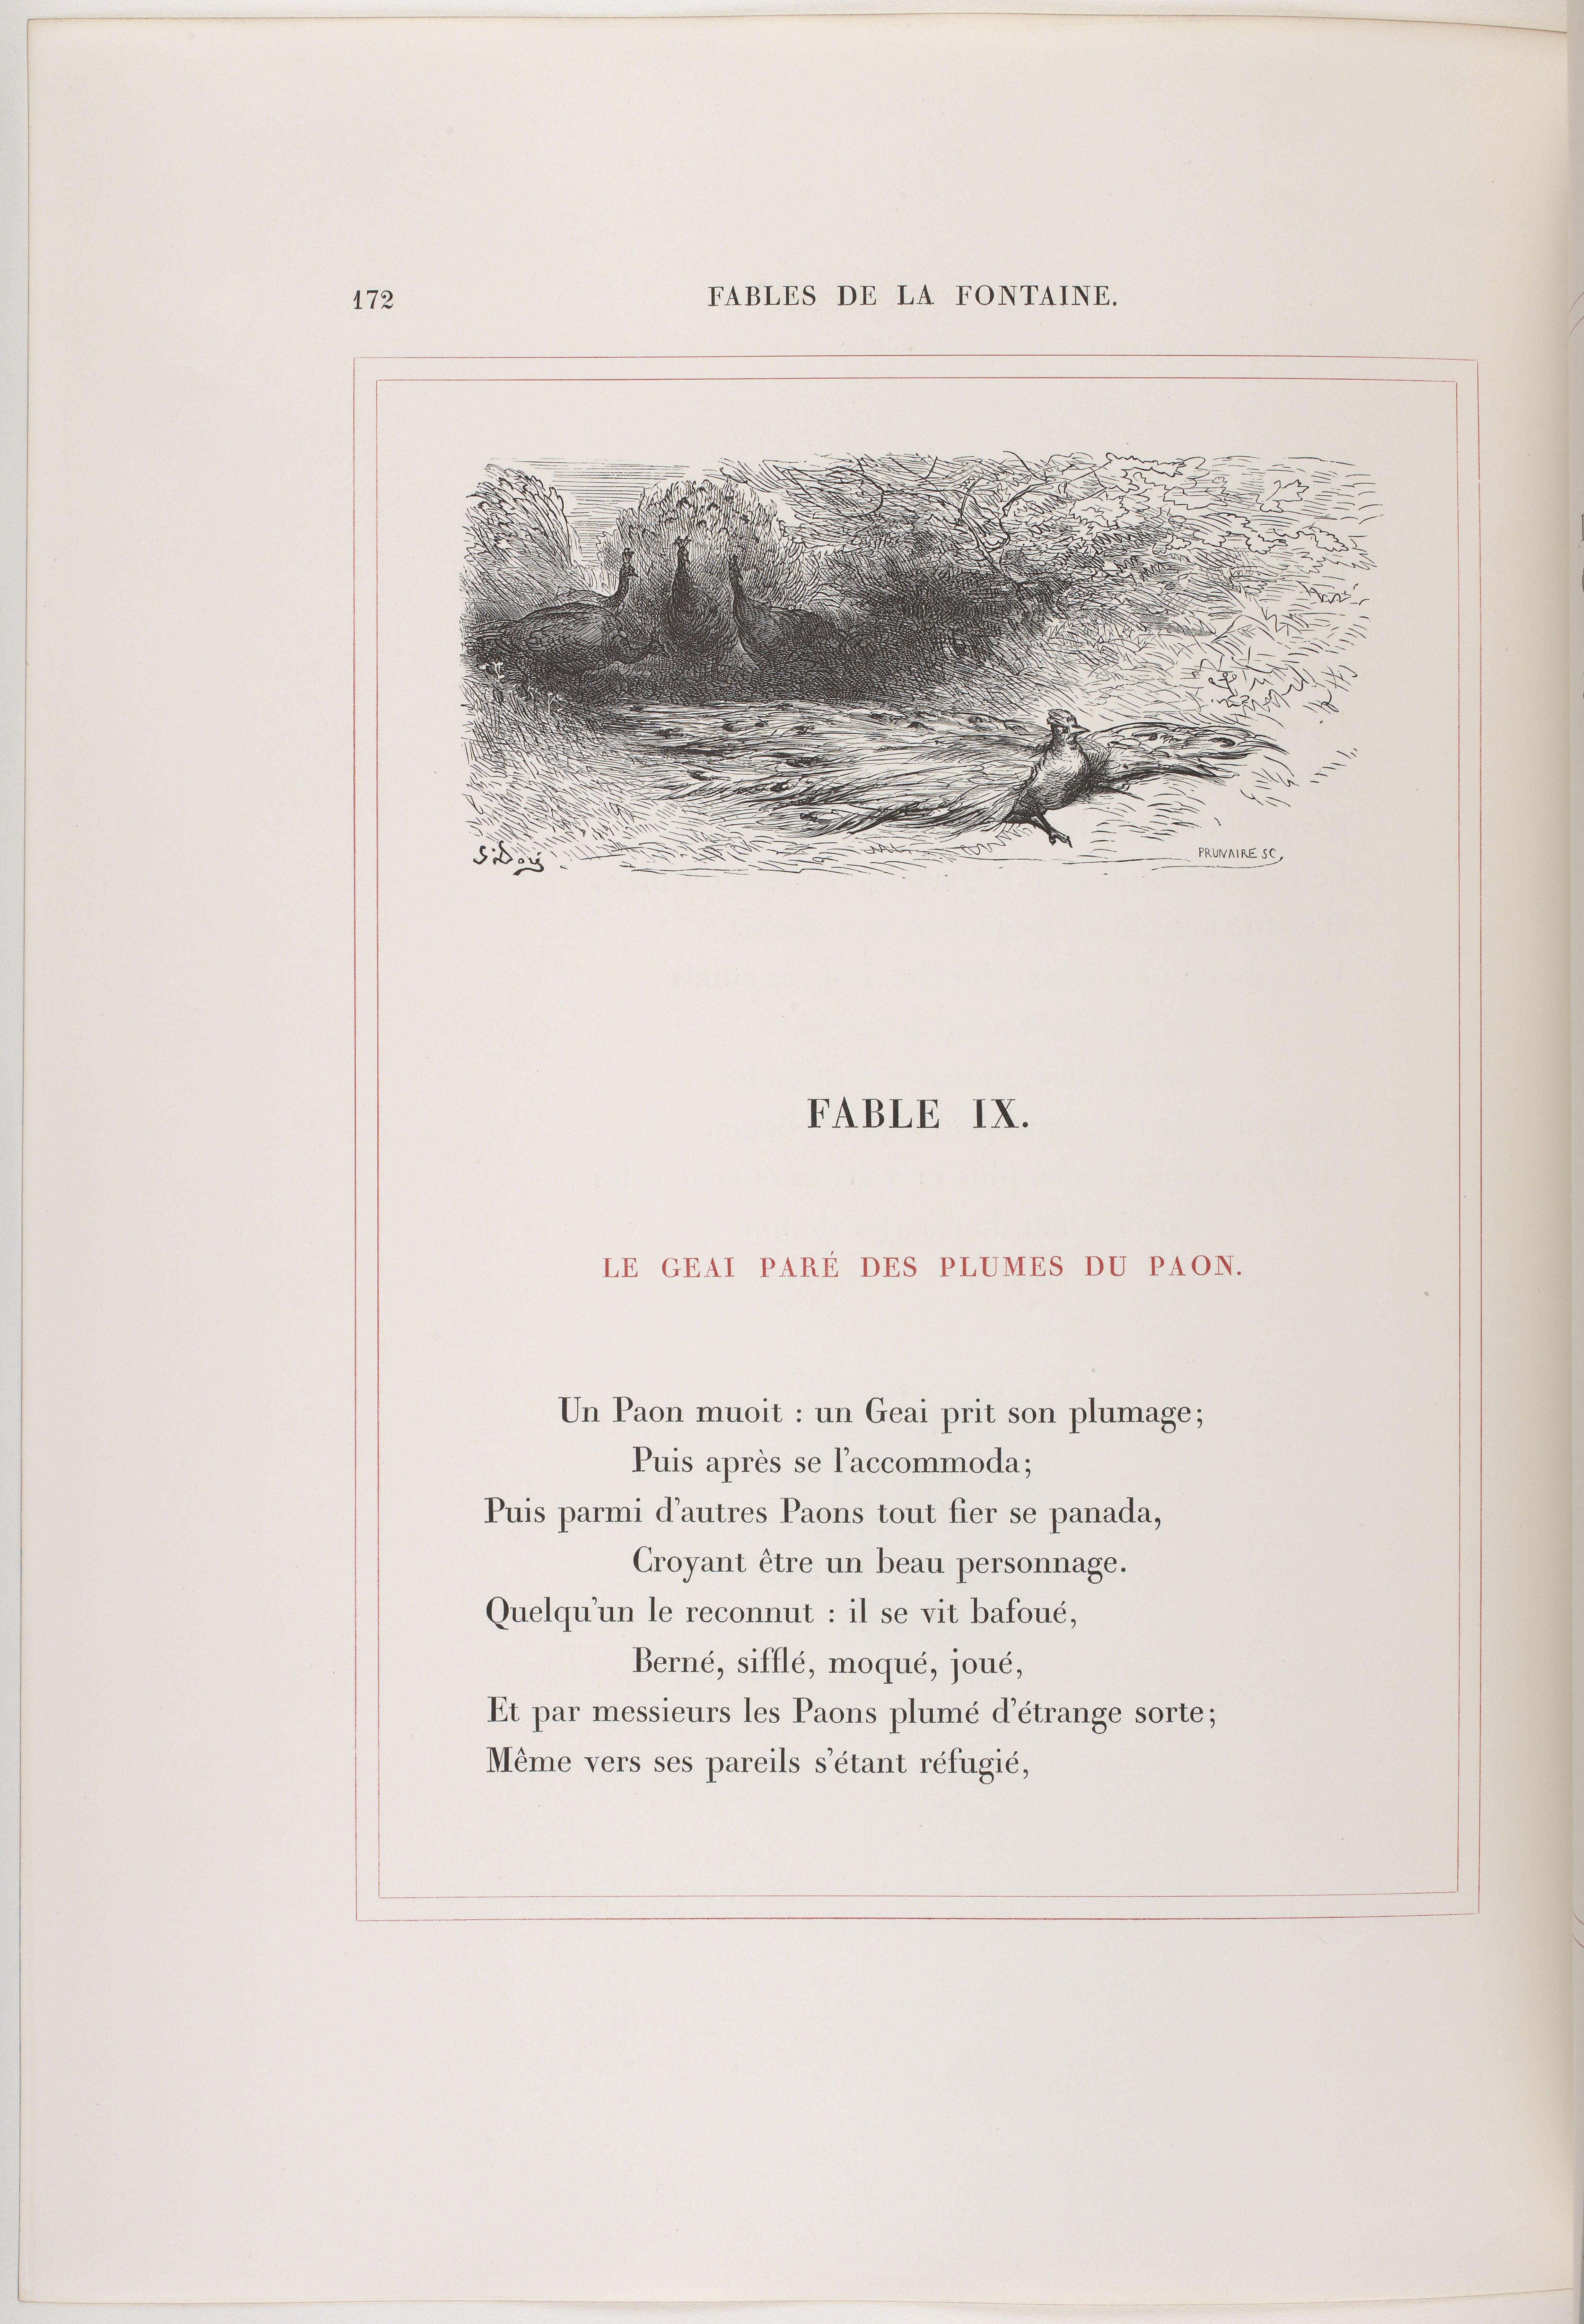 172
FABLES DE LA FONTAINE.
G. Doré
PRUNAIRE SC,
FABLE IX.
LE GEAI PARÉ DES PLUMES DU PAON.
Un Paon muoit : un Geai prit son plumage;
Puis après se l'accommoda;
Puis parmi d'autres Paons tout fier se panada,
Croyant être un beau personnage.
Quelqu'un le reconnut : il se vit bafoué,
Berné, sifflé, moqué, joué,
Et par messieurs les Paons plumé d'étrange sorte;
Même vers ses pareils s'étant réfugié,